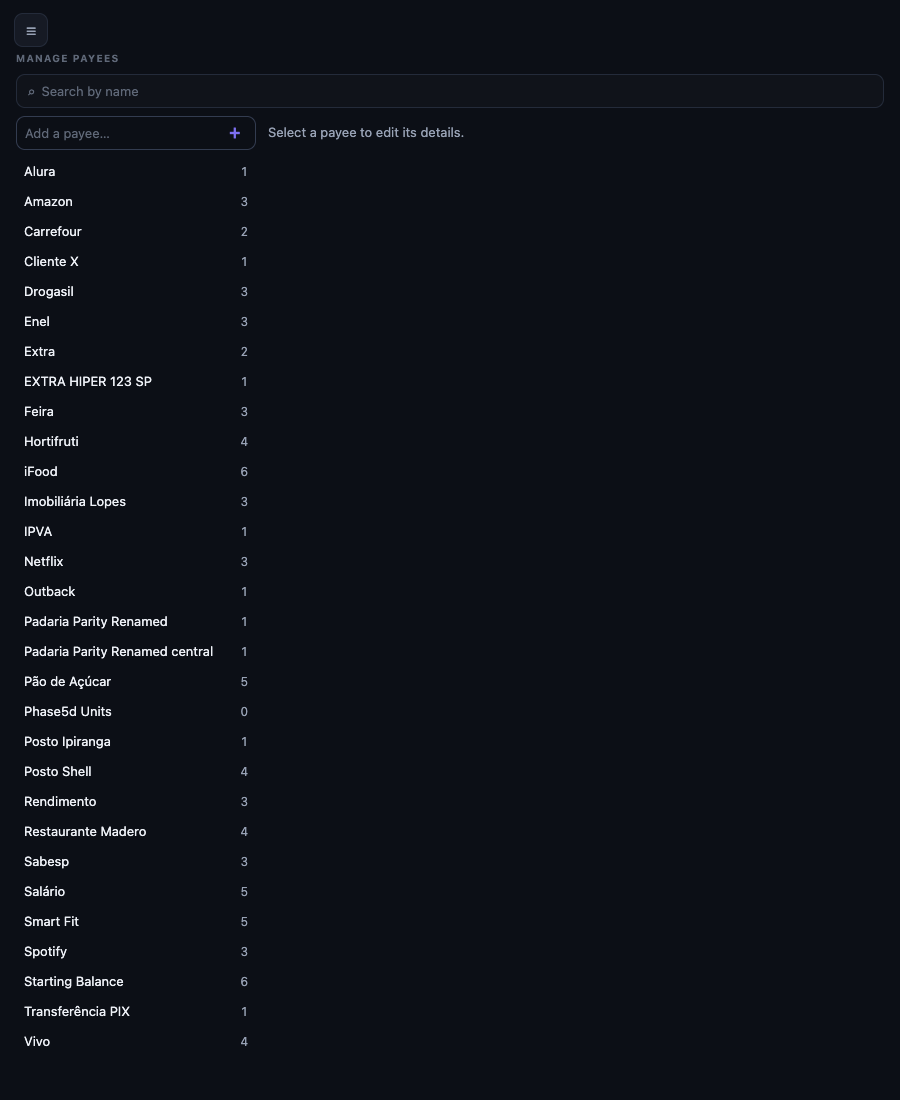 MANAGE PAYEES
Search by name
Add a payee... +
Select a payee to edit its details.
Alura 1
Amazon 3
Carrefour 2
Cliente X 1
Drogasil 3
Enel 3
Extra 2
EXTRA HIPER 123 SP 1
Feira 3
Hortifruti 4
iFood 6
Imobiliária Lopes 3
IPVA 1
Netflix 3
Outback 1
Padaria Parity Renamed 1
Padaria Parity Renamed central 1
Pão de Açúcar 5
Phase5d Units 0
Posto Ipiranga 1
Posto Shell 4
Rendimento 3
Restaurante Madero 4
Sabesp 3
Salário 5
Smart Fit 5
Spotify 3
Starting Balance 6
Transferência PIX 1
Vivo 4